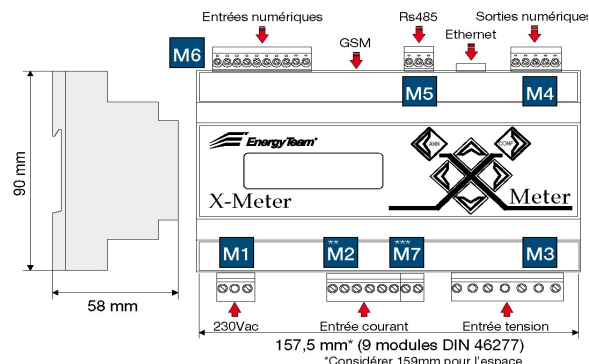 Entrées numériques
GSM
Rs485
Ethernet
Sorties numériques
M6
M5
M4
90 mm
EnergyTeam®
ANN
CONF
X-Meter
Meter
M1
**
M2
***
M7
M3
58 mm
230Vac
Entrée courant
Entrée tension
157,5 mm* (9 modules DIN 46277)
*Considérer 159mm pour l'espace